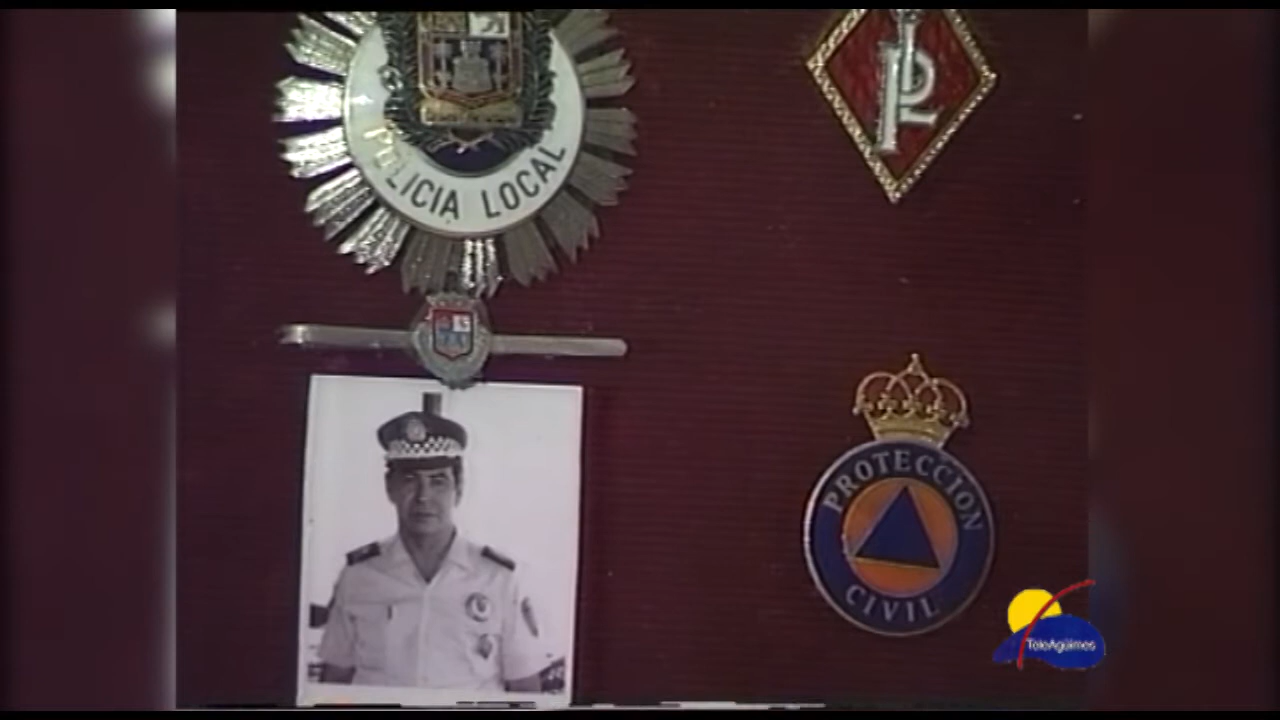 POLICIA LOCAL
PL
PROTECCION
CIVIL
TeleAgüimes